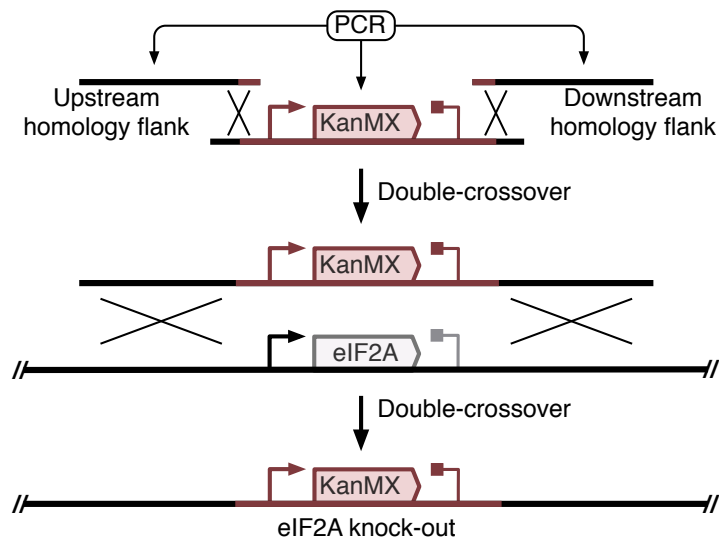 PCR
Upstream
homology flank
KanMX
Downstream
homology flank
Double-crossover
KanMX
eIF2A
//
//
Double-crossover
KanMX
//
//
eIF2A knock-out